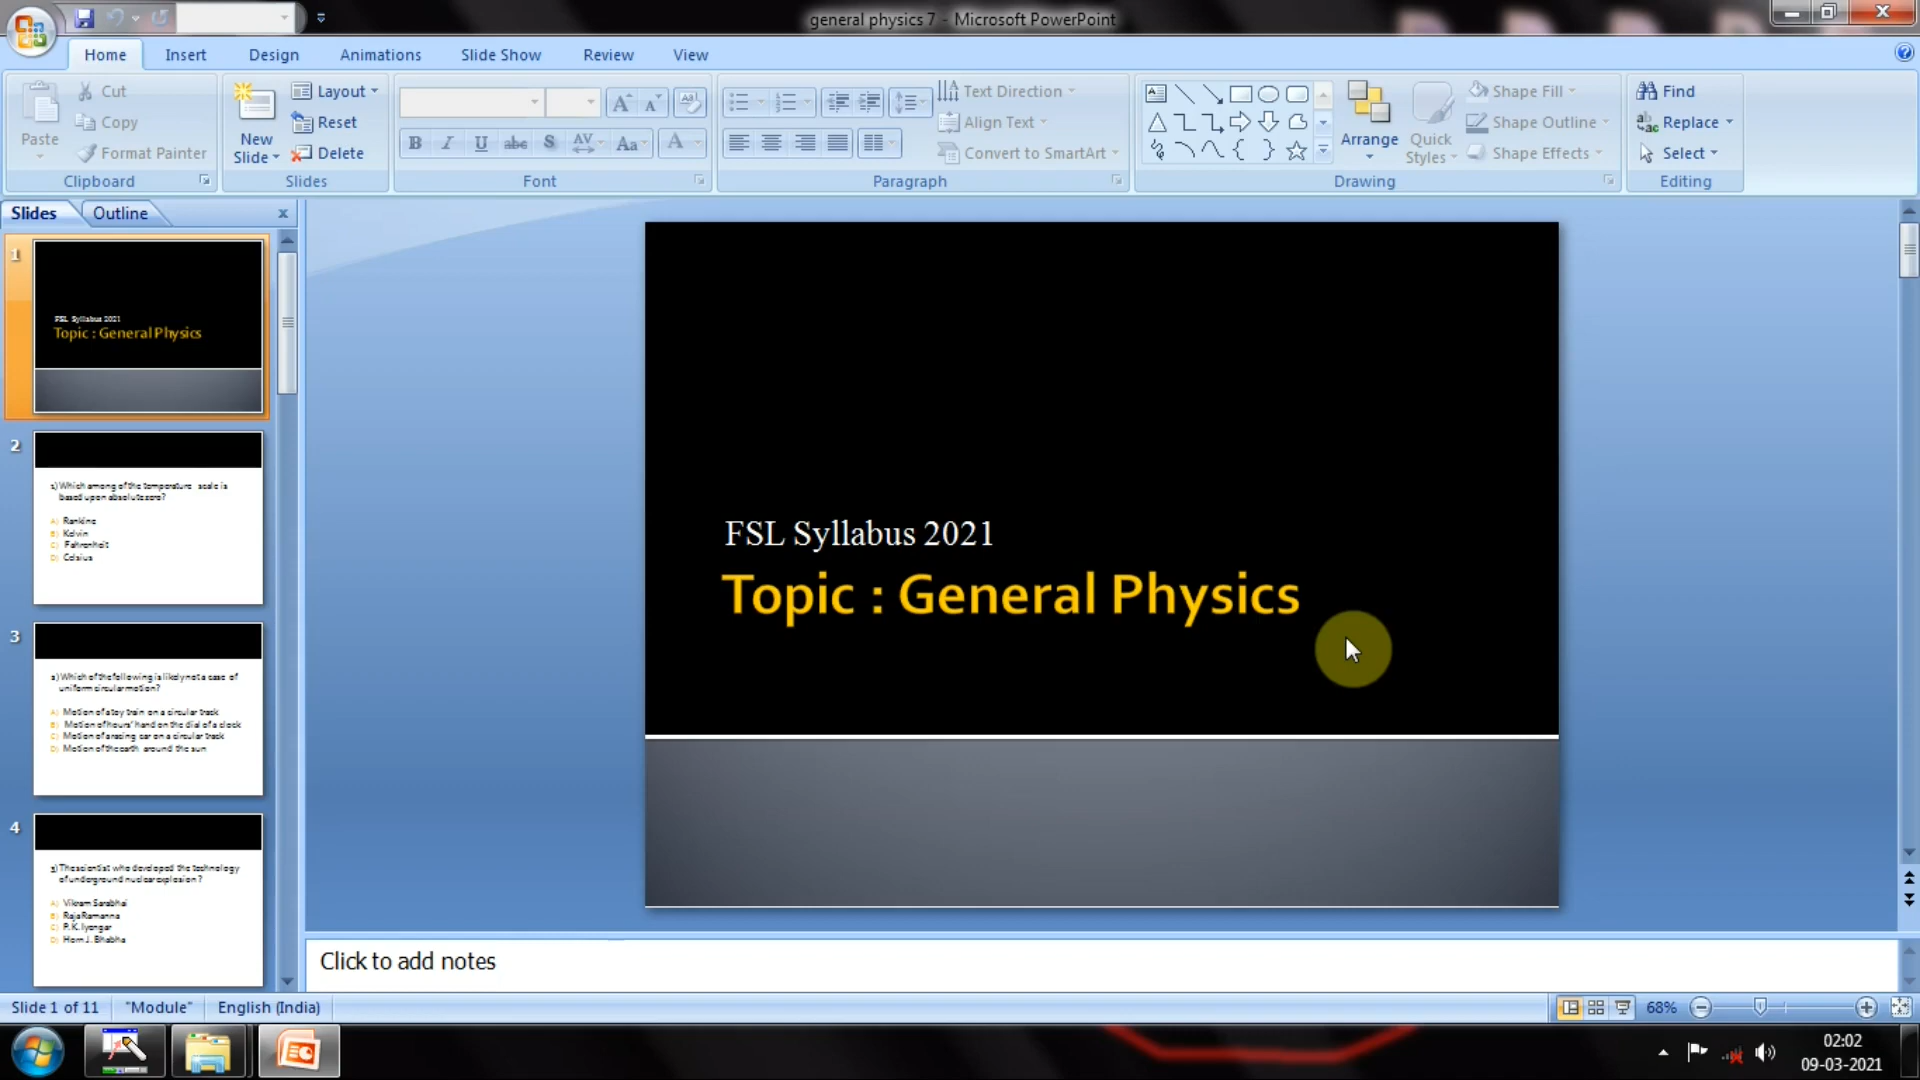 general physics 7 - Microsoft PowerPoint
Home
Insert
Design
Animations
Slide Show
Review
View
Paste
Cut
Copy
Format Painter
Clipboard
New
Slide
Layout
Reset
Delete
Slides
B I U abc S AV Aa A
Font
Text Direction
Align Text
Convert to SmartArt
Paragraph
Arrange
Quick
Styles
Shape Fill
Shape Outline
Shape Effects
Drawing
Find
Replace
Select
Editing
Slides
Outline
1
FSL Syllabus 2021
Topic : General Physics
2
1) Which among of the temperature scale is
based upon absolute zero?
A) Rankine
B) Kelvin
C) Fahrenheit
D) Celsius
3
2) Which of the following is likely not a case of
uniform circular motion?
A) Motion of a toy train on a circular track
B) Motion of hours' hand on the dial of a clock
C) Motion of a racing car on a circular track
D) Motion of the earth around the sun
4
3) The scientist who developed the technology
of underground nuclear explosion ?
A) Vikram Sarabhai
B) Raja Ramanna
C) P.K. Iyengar
D) Hom J. Bhabha
FSL Syllabus 2021
Topic : General Physics
Click to add notes
Slide 1 of 11
"Module"
English (India)
68%
02:02
09-03-2021